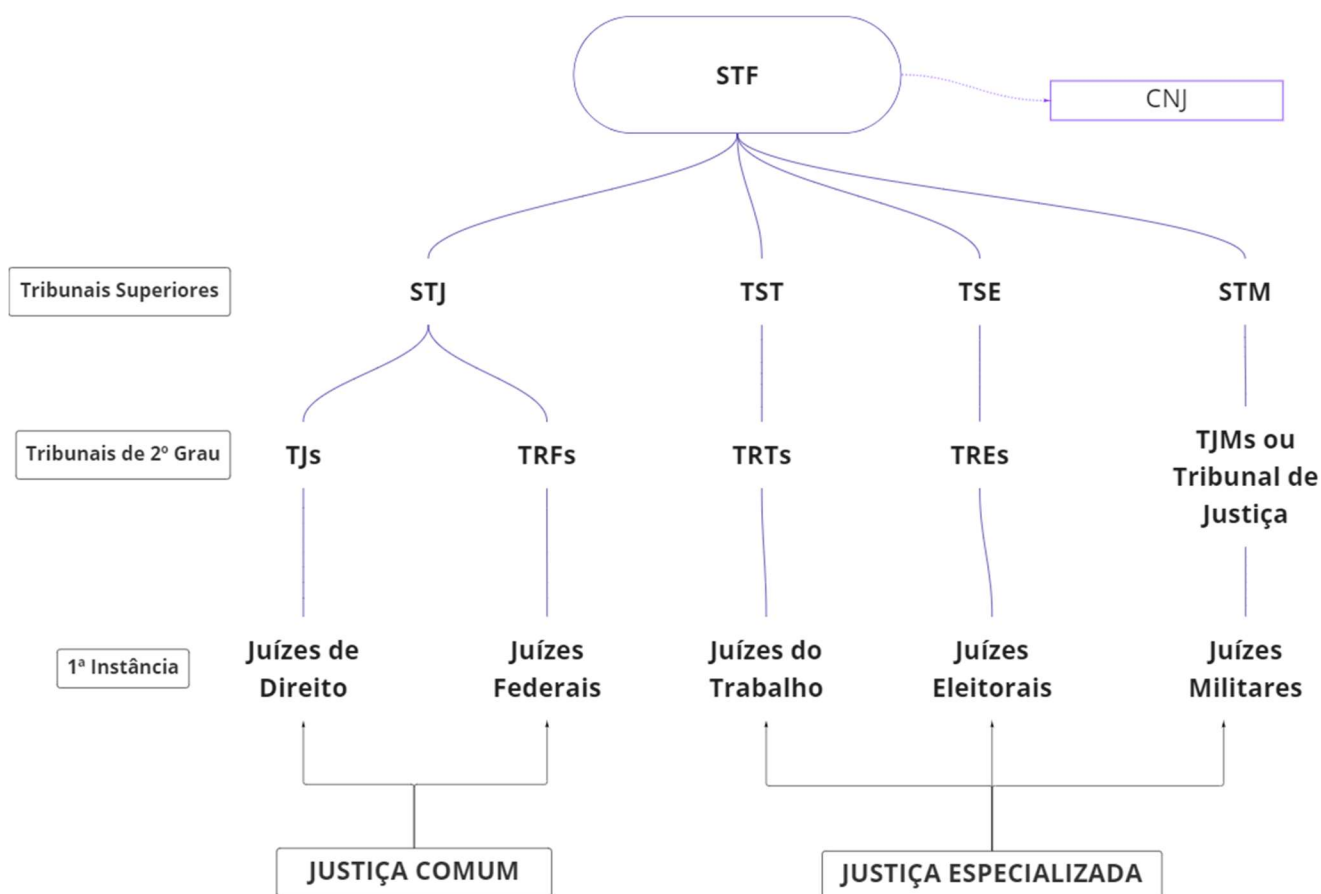 STF
CNJ
Tribunais Superiores
STJ
TST
TSE
STM
Tribunais de 2º Grau
TJs
TRFs
TRTs
TREs
TJMs ou
Tribunal de
Justiça
1ª Instância
Juízes de
Direito
Juízes
Federais
Juízes do
Trabalho
Juízes
Eleitorais
Juízes
Militares
JUSTIÇA COMUM
JUSTIÇA ESPECIALIZADA